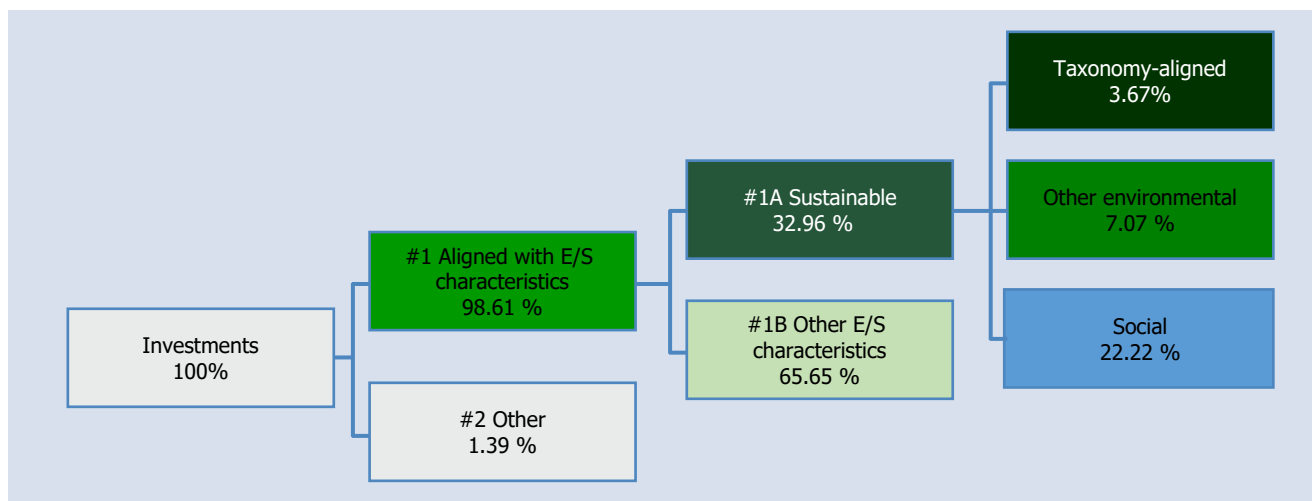 Investments
100%
#1 Aligned with E/S
characteristics
98.61 %
#2 Other
1.39 %
#1A Sustainable
32.96 %
#1B Other E/S
characteristics
65.65 %
Taxonomy-aligned
3.67%
Other environmental
7.07 %
Social
22.22 %